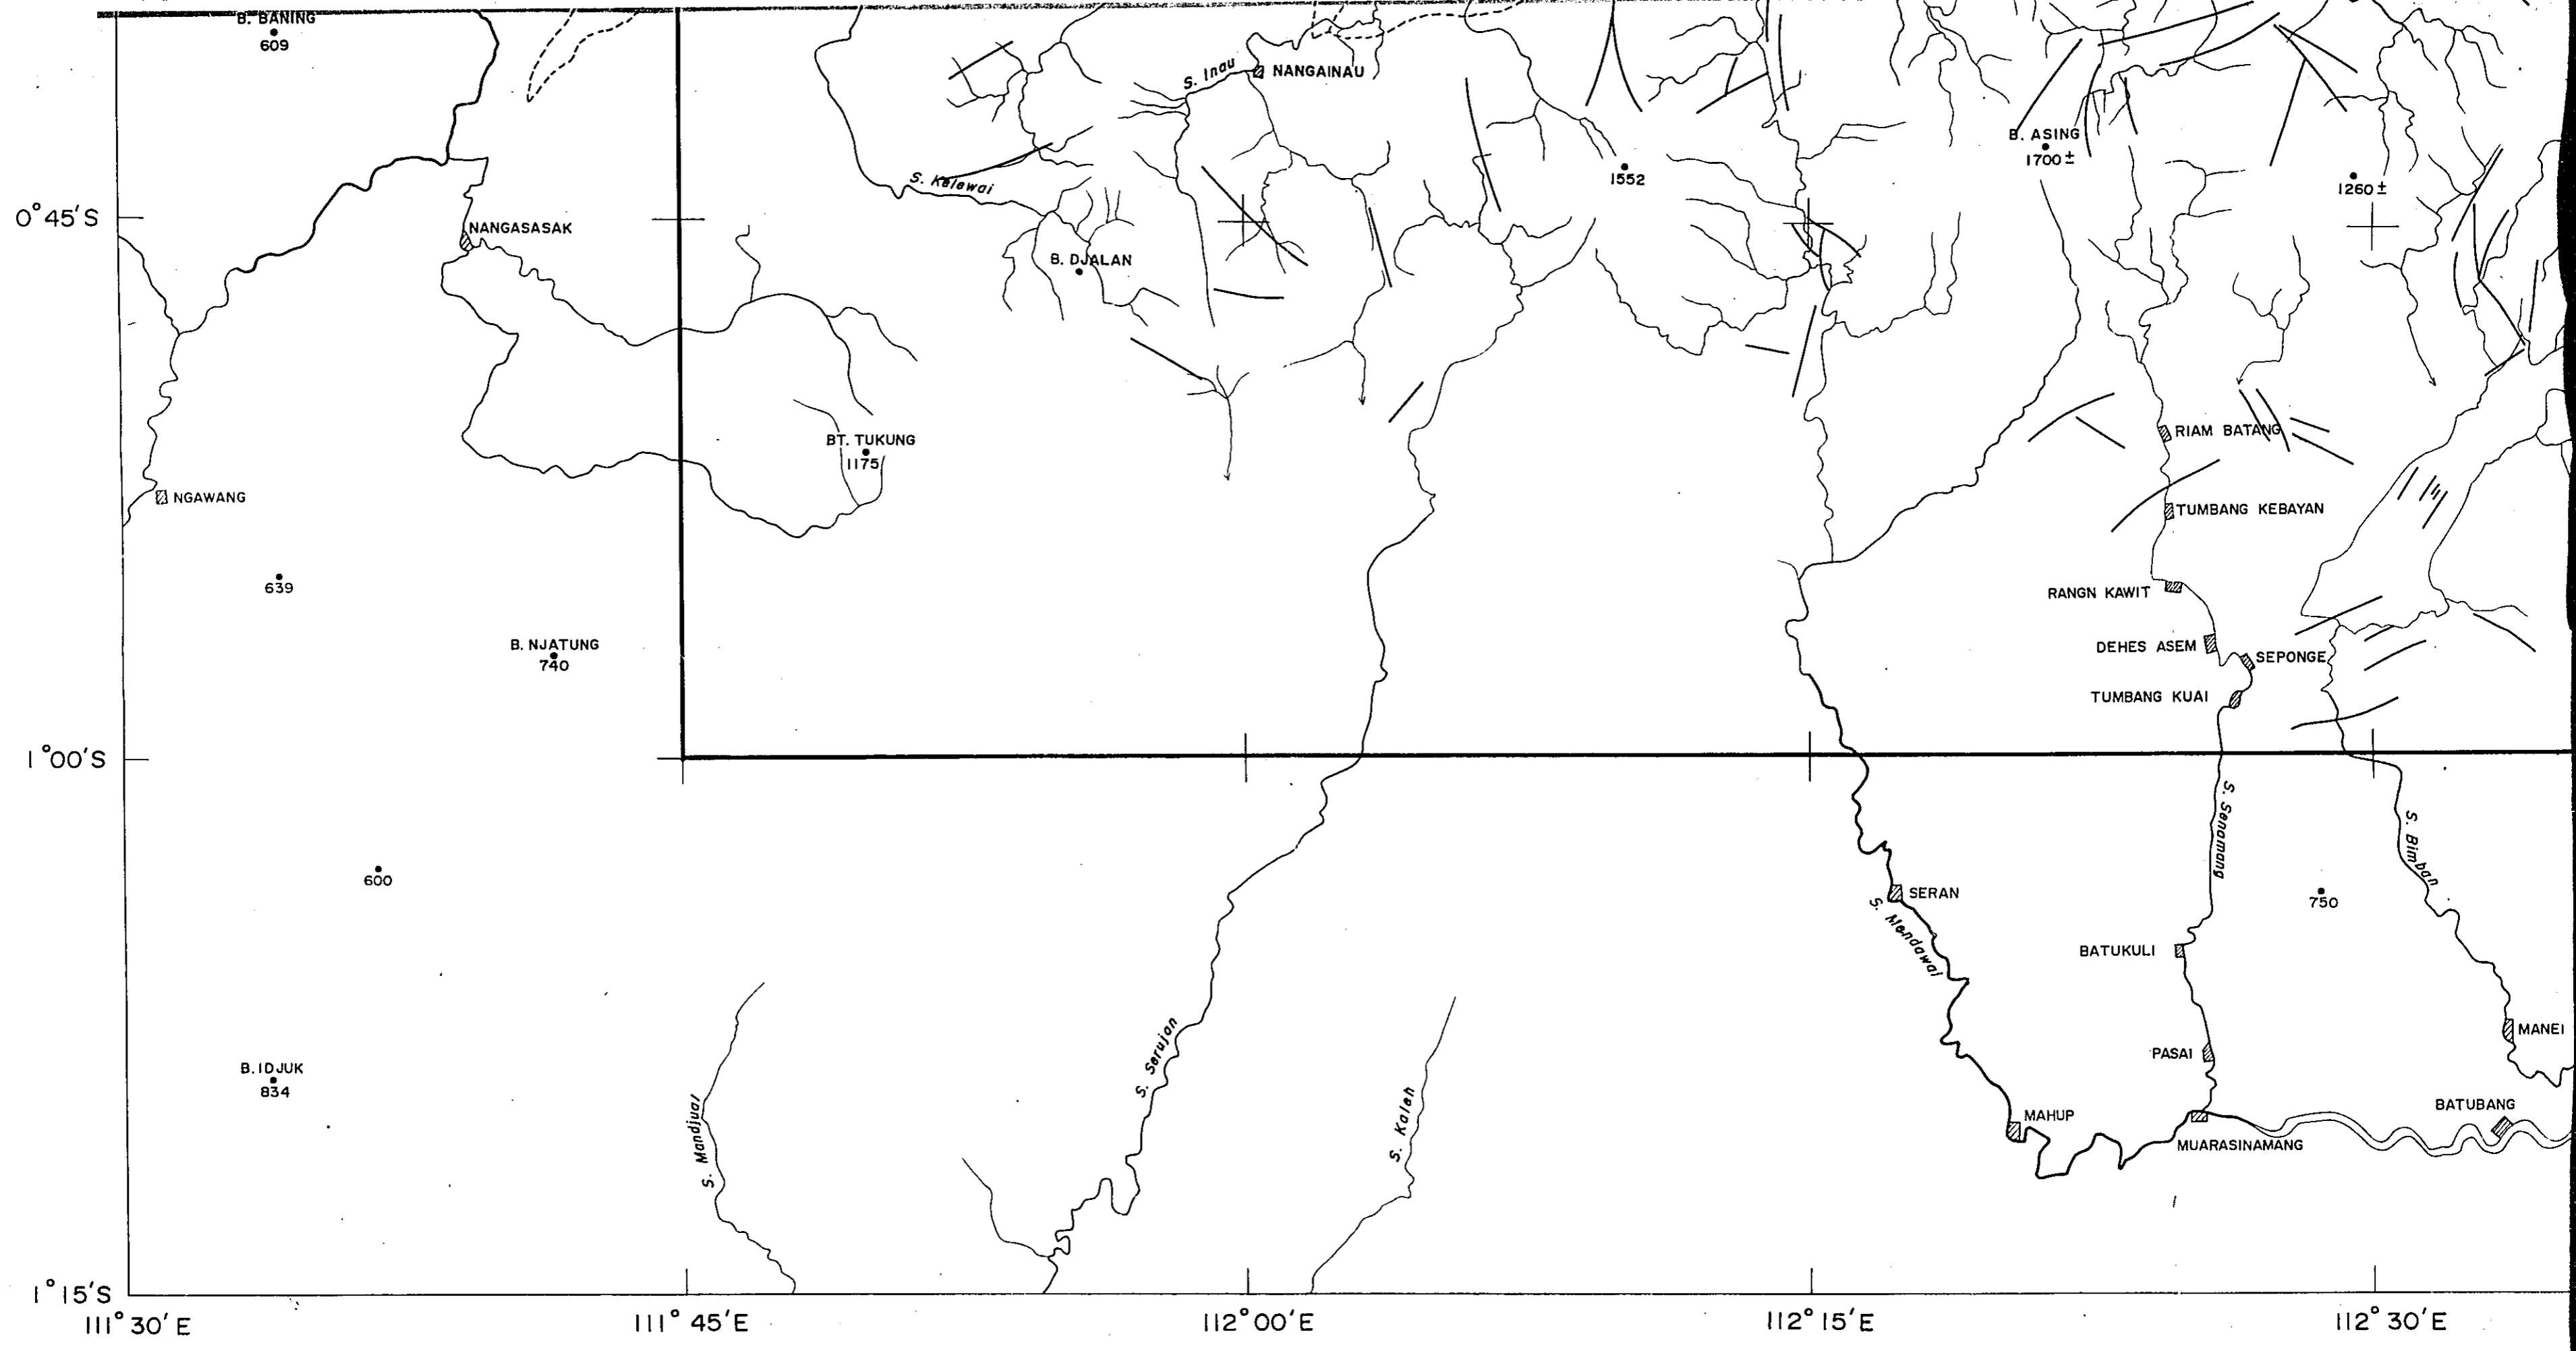 B. BANING
609
S. Inau
NANGAINAU
B. ASING
1700 ±
1552
1260 ±
S. Kelawai
0°45'S
NANGASASAK
B. DJALAN
BT. TUKUNG
1175
RIAM BATANG
NGAWANG
TUMBANG KEBAYAN
639
RANGN KAWIT
B. NJATUNG
740
DEHES ASEM
SEPONGE
TUMBANG KUAI
1°00'S
S. Senamang
S. Bimban
600
SERAN
750
S. Mendawai
BATUKULI
MANEI
PASAI
B. IDJUK
834
S. Serujan
S. Mandjual
S. Kaleh
MAHUP
BATUBANG
MUARASINAMANG
1°15'S
111°30'E
111°45'E
112°00'E
112°15'E
112°30'E